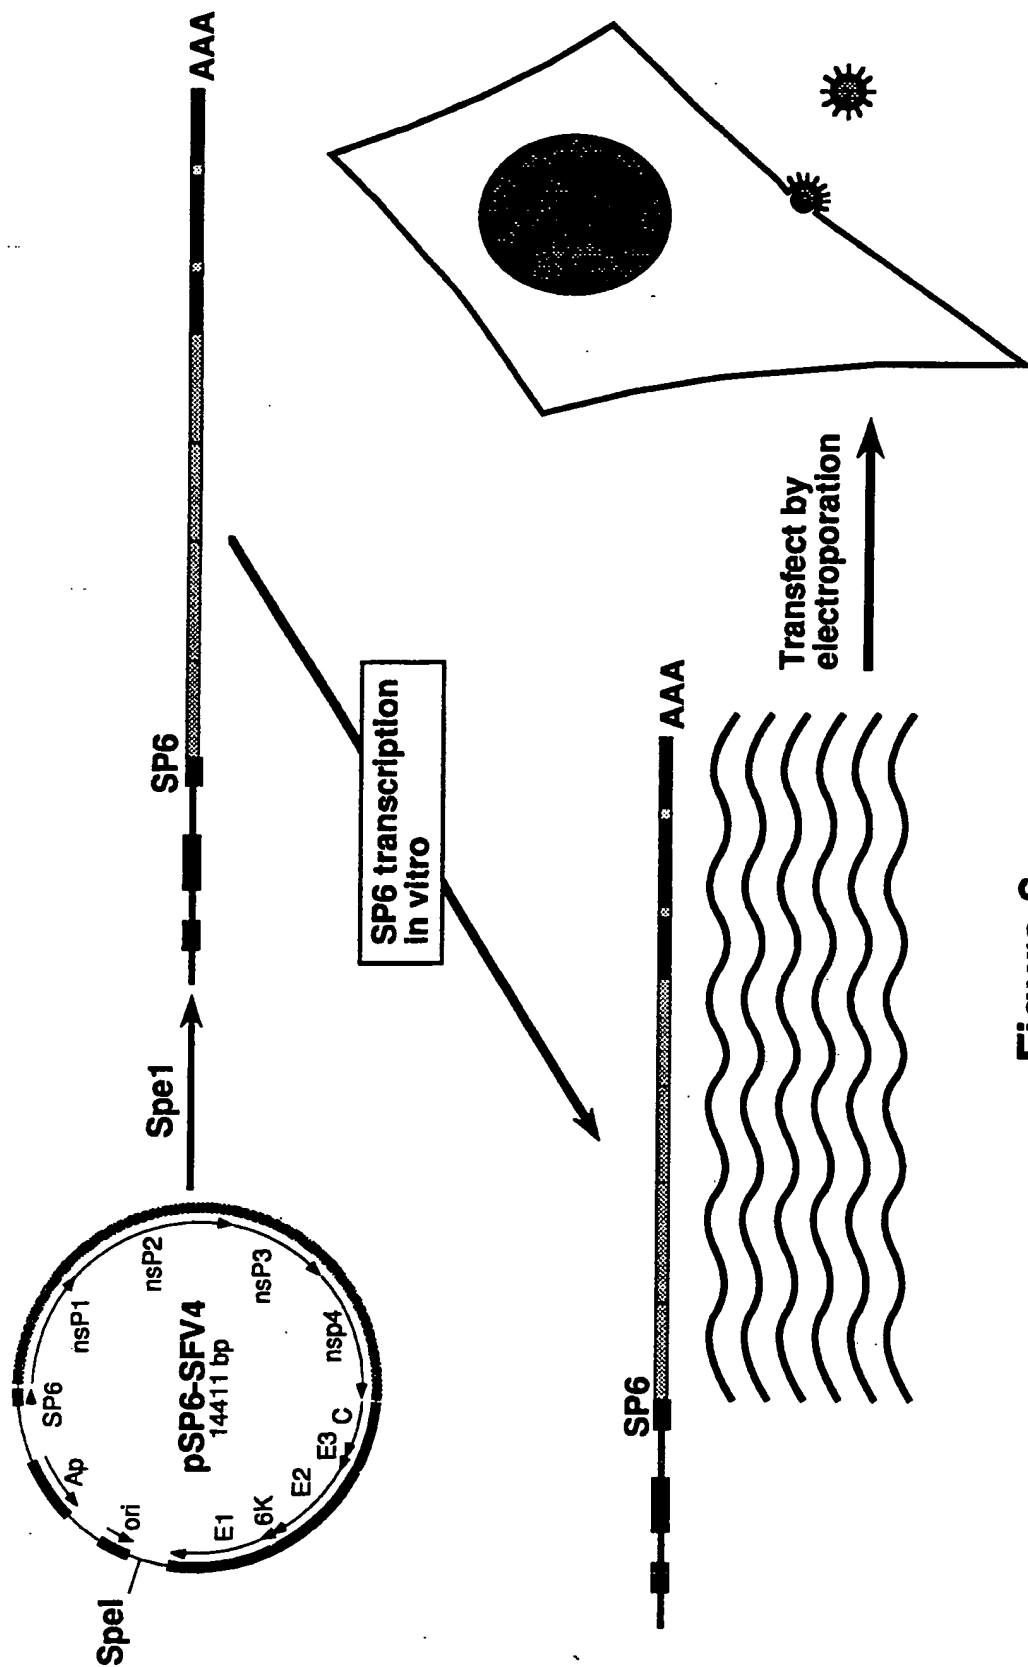 SpeI
ori
Ap
SP6
nsP1
nsP2
nsP3
nsp4
C
E3
E2
6K
E1
pSP6-SFV4
14411 bp
Spe1
SP6
AAA
SP6 transcription
in vitro
SP6
AAA
Transfect by
electroporation
Figure